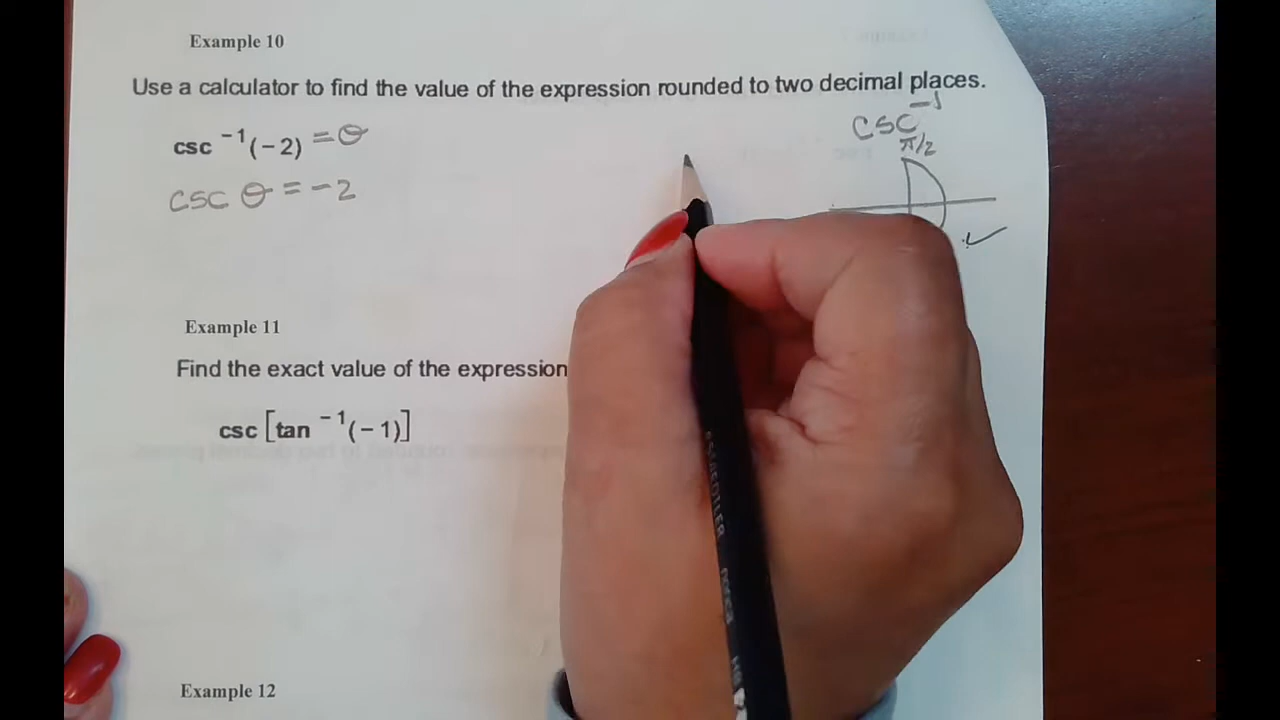 Example 10
Use a calculator to find the value of the expression rounded to two decimal places.
csc⁻¹(-2) = θ
csc θ = -2
csc⁻¹
π/2
Example 11
Find the exact value of the expression
csc [tan⁻¹(-1)]
STAEDTLER
Example 12